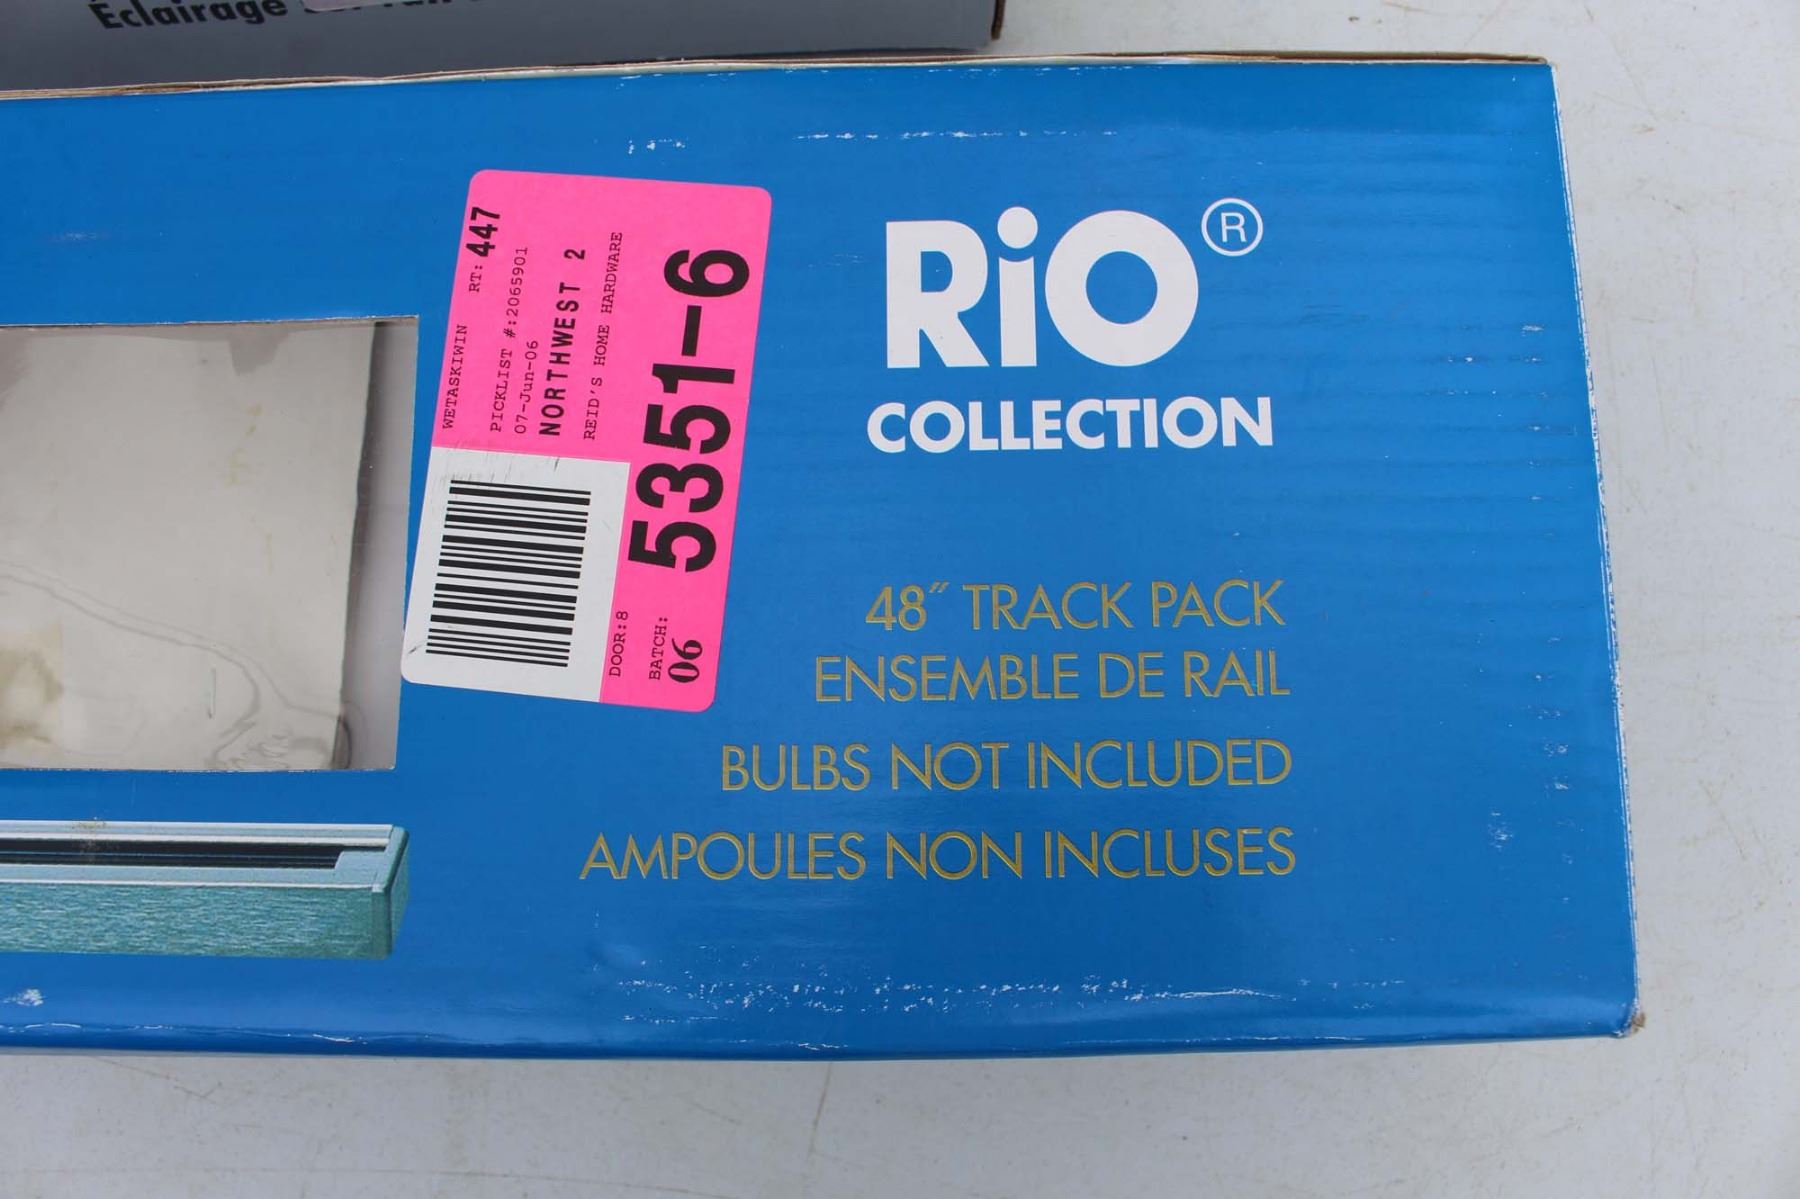 Éclairage
WETASKIWIN RT:447
PICKLIST #:2065901
07-Jun-06
NORTHWEST 2
REID'S HOME HARDWARE
5351-6
DOOR:8
BATCH:
06
RiO®
COLLECTION
48" TRACK PACK
ENSEMBLE DE RAIL
BULBS NOT INCLUDED
AMPOULES NON INCLUSES